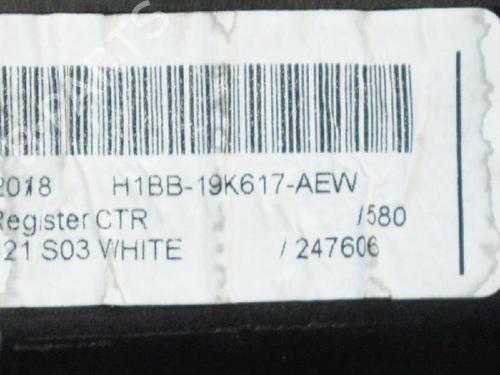 2018 H1BB-19K617-AEW
Register CTR /580
21 S03 WHITE / 247606